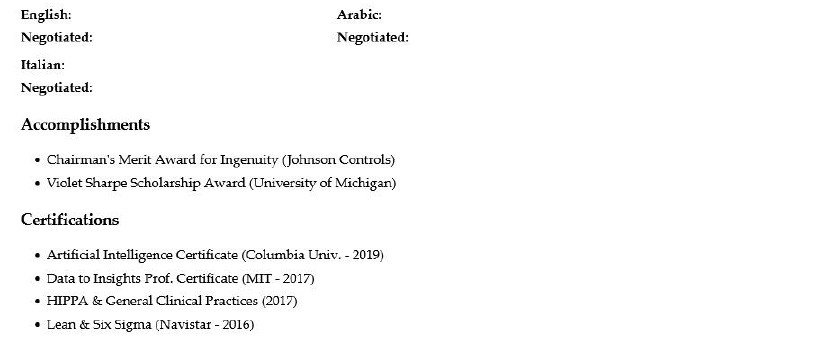 English:
Arabic:
Negotiated:
Negotiated:
Italian:
Negotiated:
Accomplishments
• Chairman's Merit Award for Ingenuity (Johnson Controls)
• Violet Sharpe Scholarship Award (University of Michigan)
Certifications
• Artificial Intelligence Certificate (Columbia Univ. - 2019)
• Data to Insights Prof. Certificate (MIT - 2017)
• HIPPA & General Clinical Practices (2017)
• Lean & Six Sigma (Navistar - 2016)